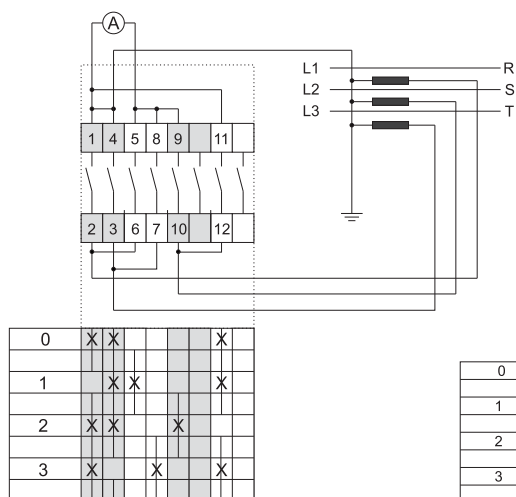 A
L1 R
L2 S
L3 T
1 4 5 8 9 11
2 3 6 7 10 12
0 X X X
1 X X X
2 X X X
3 X X X
0
1
2
3